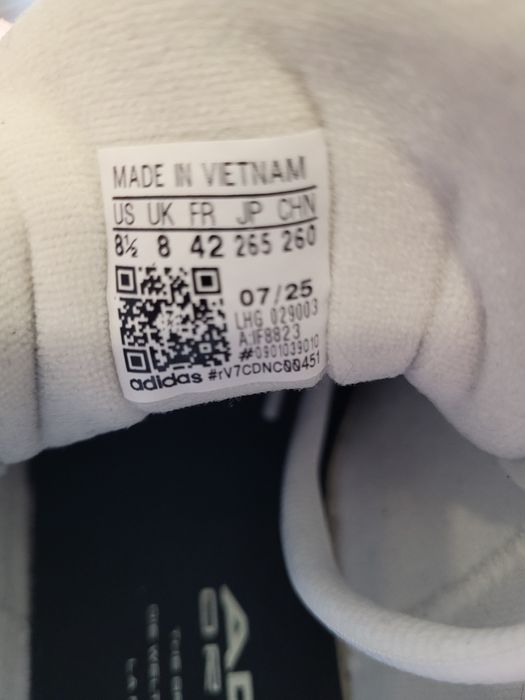 MADE IN VIETNAM
US UK FR JP CHN
8½ 8 42 265 260
07/25
LHG 029003
A:IF8823
#0901039010
adidas #rV7CDNC00451